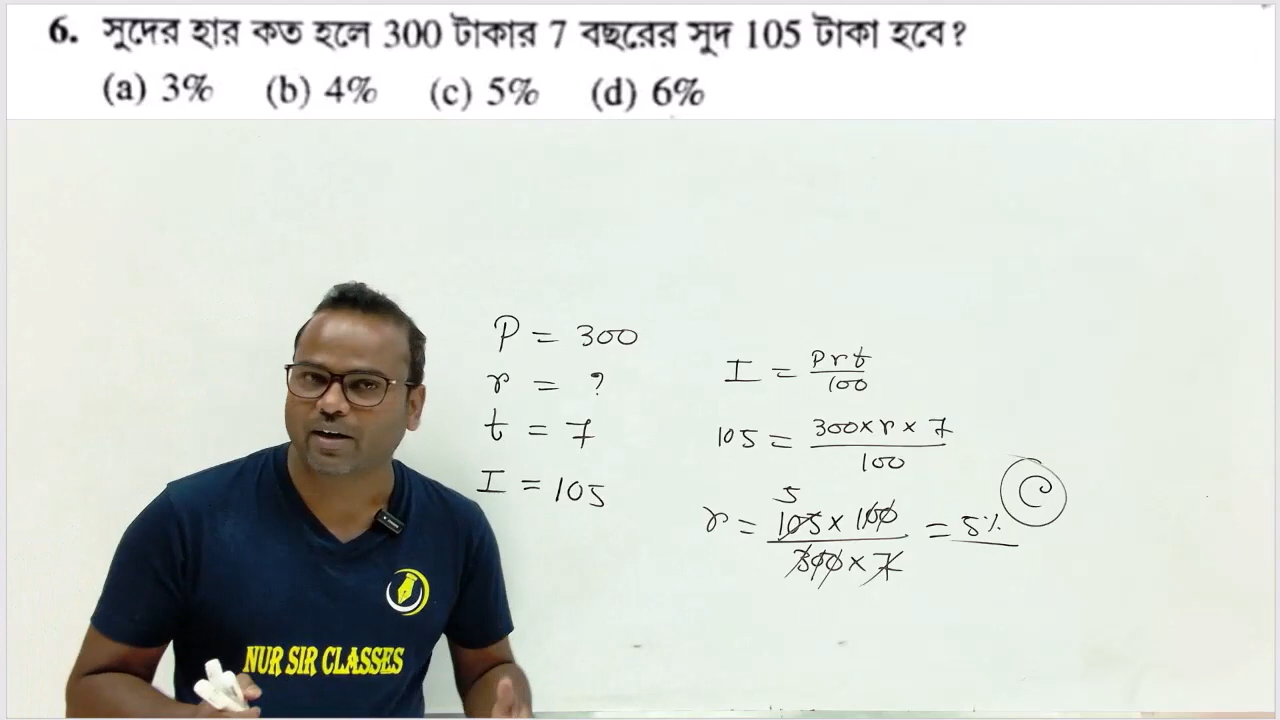 6. সুদের হার কত হলে 300 টাকার 7 বছরের সুদ 105 টাকা হবে?
(a) 3% (b) 4% (c) 5% (d) 6%
P = 300
r = ?
t = 7
I = 105
I = prt/100
105 = 300×r×7/100
5
r = 105×100/300×7 = 5%
C
NUR SIR CLASSES